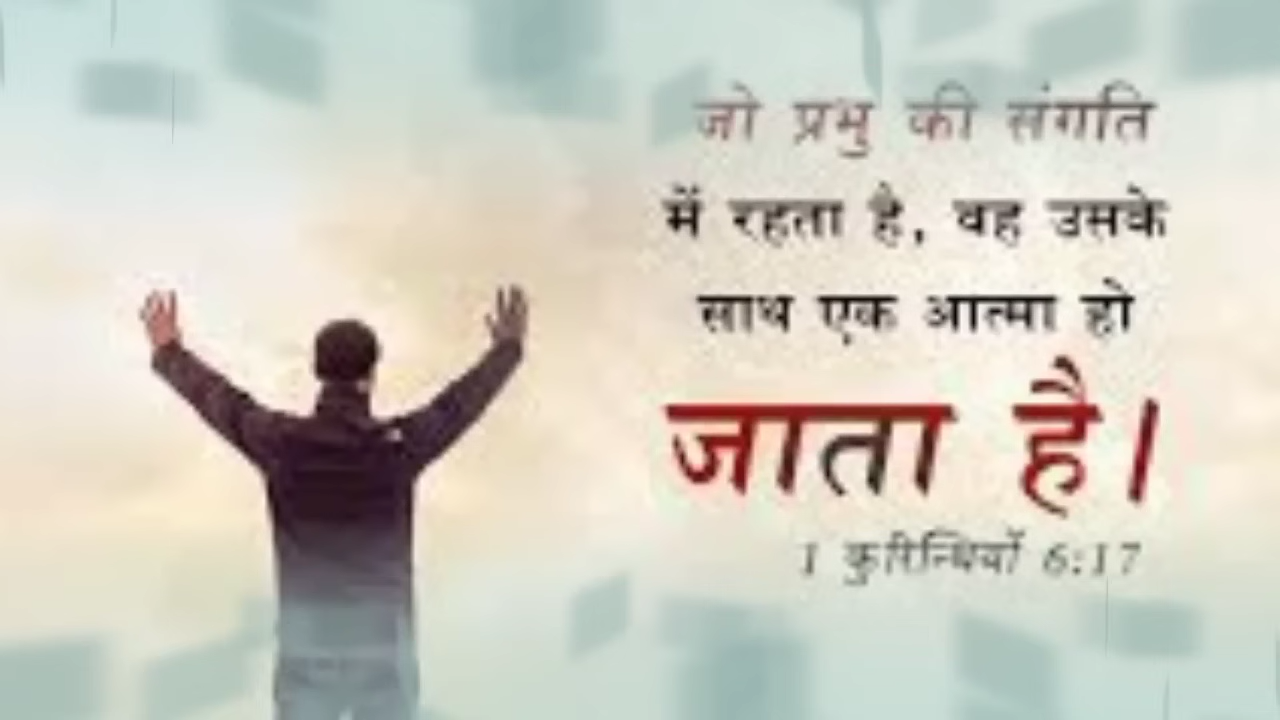 जो प्रभु की संगति
में रहता है, वह उसके
साथ एक आत्मा हो
जाता है।
1 कुरिन्थियों 6:17